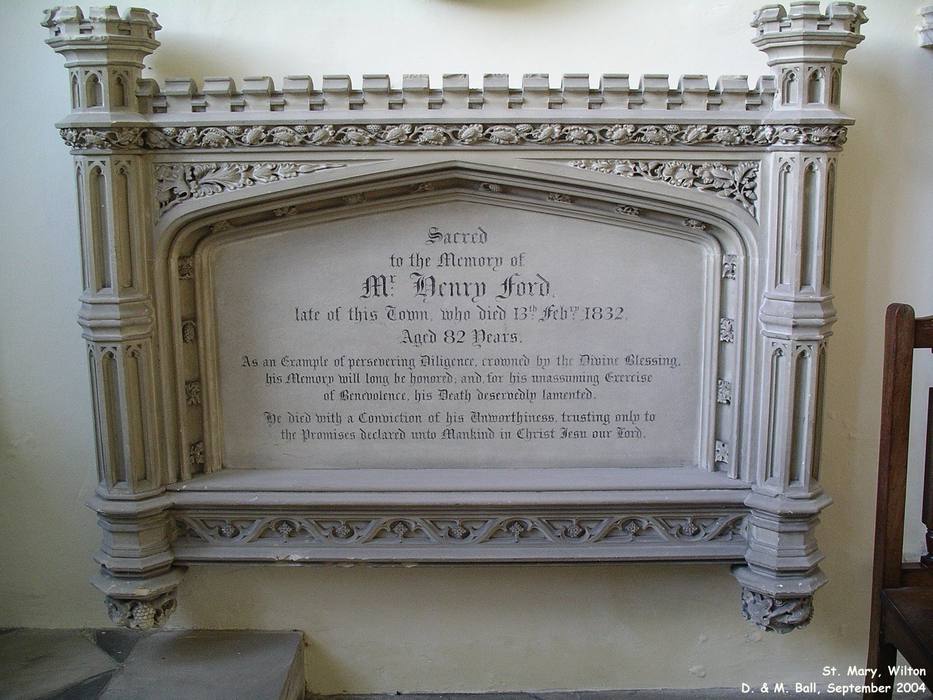 Sacred
to the Memory of
Mr. Henry Ford,
late of this Town, who died 13th Febry. 1832,
Aged 82 Years.
As an Example of persevering Diligence, crowned by the Divine Blessing,
his Memory will long be honored; and, for his unassuming Exercise
of Benevolence, his Death deservedly lamented.
He died with a Conviction of his Unworthiness, trusting only to
the Promises declared unto Mankind in Christ Jesu our Lord.
St. Mary, Wilton
D. & M. Ball, September 2004